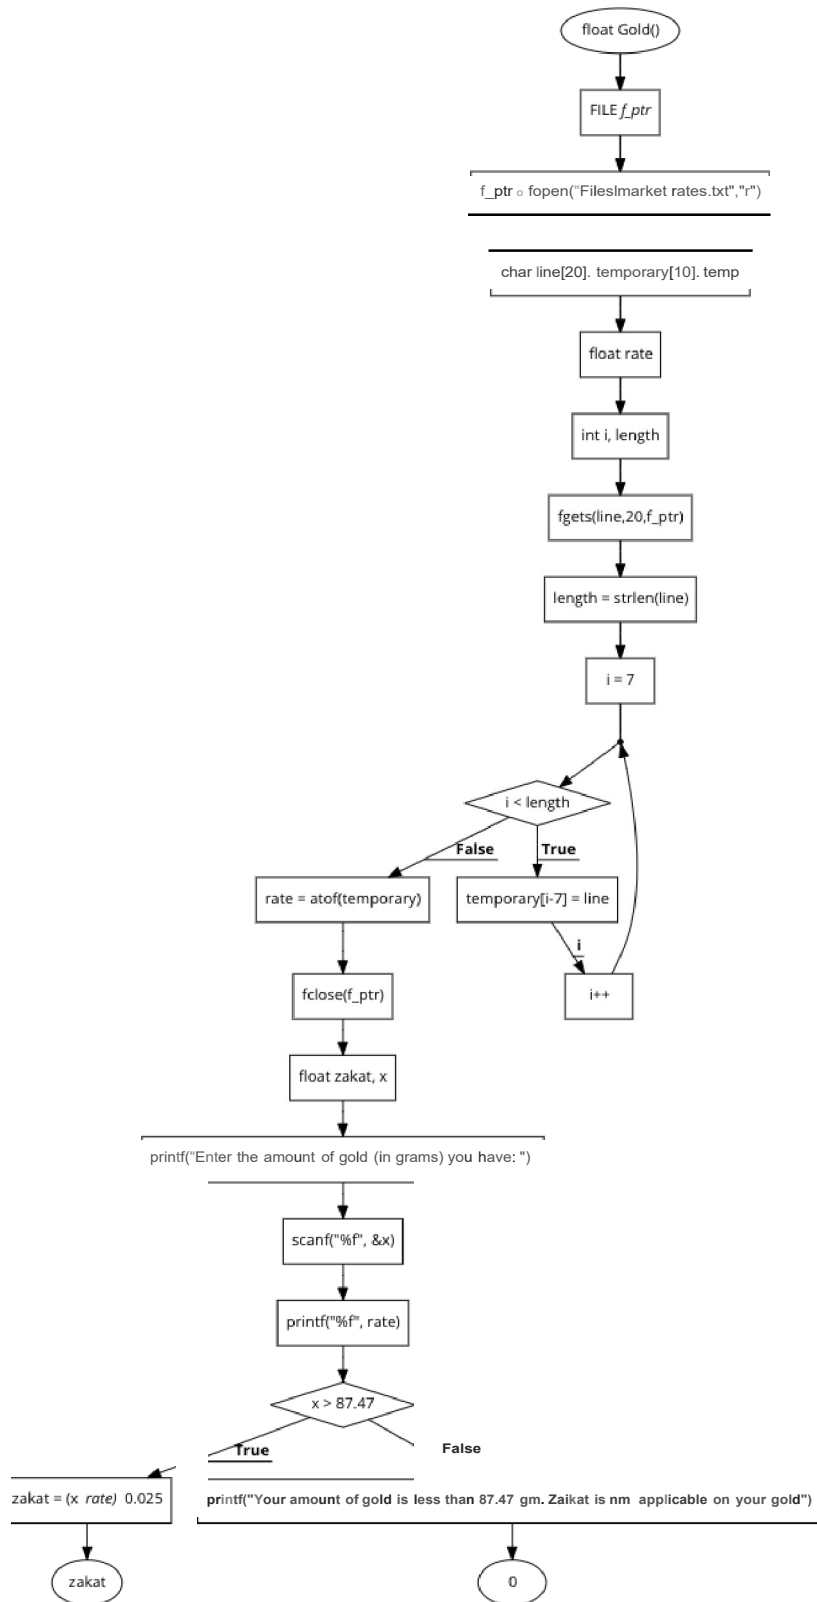 float Gold()
FILE f_ptr
f_ptr ○ fopen("Fileslmarket rates.txt","r")
char line[20]. temporary[10]. temp
float rate
int i, length
fgets(line,20,f_ptr)
length = strlen(line)
i = 7
i < length
False
True
rate = atof(temporary)
temporary[i-7] = line
i
fclose(f_ptr)
i++
float zakat, x
printf("Enter the amount of gold (in grams) you have: ")
scanf("%f", &x)
printf("%f", rate)
x > 87.47
True
False
zakat = (x rate) 0.025
printf("Your amount of gold is less than 87.47 gm. Zaikat is nm applicable on your gold")
zakat
0